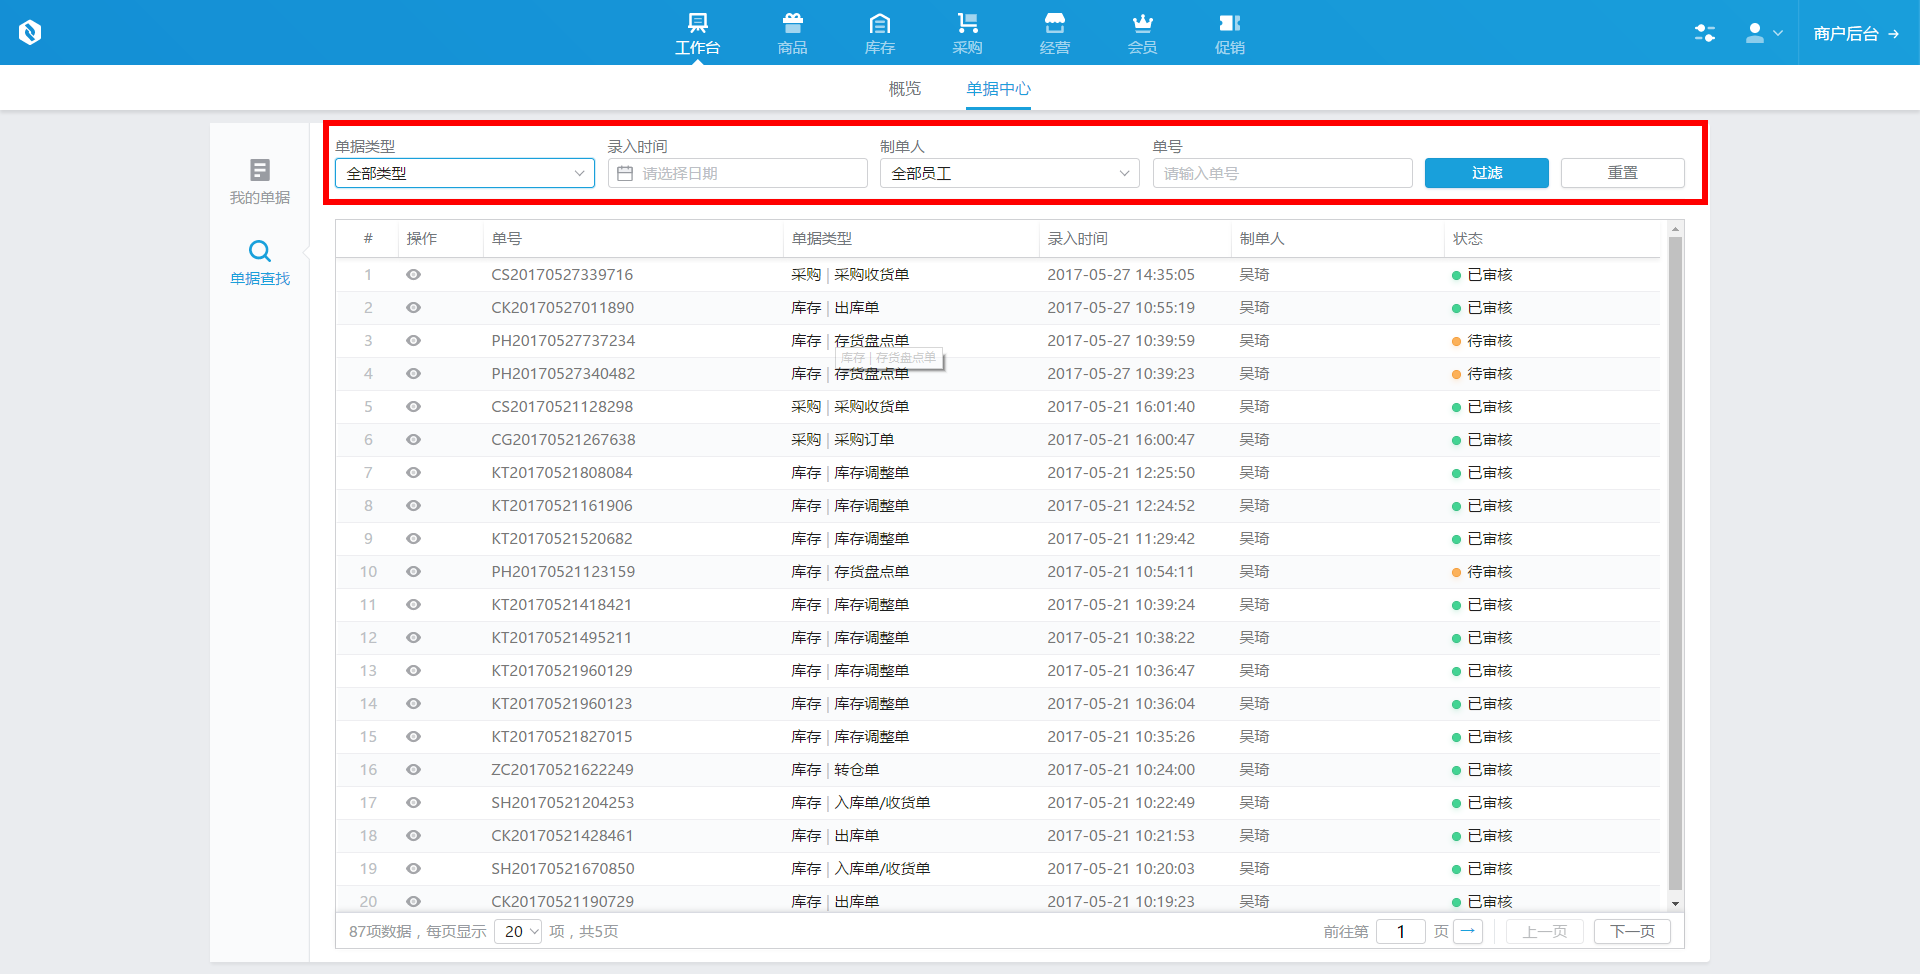 工作台 商品 库存 采购 经营 会员 促销 商户后台 →
概览 单据中心
我的单据
单据查找
单据类型 录入时间 制单人 单号
全部类型 请选择日期 全部员工 请输入单号 过滤 重置
# 操作 单号 单据类型 录入时间 制单人 状态
1 CS20170527339716 采购 | 采购收货单 2017-05-27 14:35:05 吴琦 已审核
2 CK20170527011890 库存 | 出库单 2017-05-27 10:55:19 吴琦 已审核
3 PH20170527737234 库存 | 存货盘点单 2017-05-27 10:39:59 吴琦 待审核
库存 | 存货盘点单
4 PH20170527340482 库存 | 存货盘点单 2017-05-27 10:39:23 吴琦 待审核
5 CS20170521128298 采购 | 采购收货单 2017-05-21 16:01:40 吴琦 已审核
6 CG20170521267638 采购 | 采购订单 2017-05-21 16:00:47 吴琦 已审核
7 KT20170521808084 库存 | 库存调整单 2017-05-21 12:25:50 吴琦 已审核
8 KT20170521161906 库存 | 库存调整单 2017-05-21 12:24:52 吴琦 已审核
9 KT20170521520682 库存 | 库存调整单 2017-05-21 11:29:42 吴琦 已审核
10 PH20170521123159 库存 | 存货盘点单 2017-05-21 10:54:11 吴琦 待审核
11 KT20170521418421 库存 | 库存调整单 2017-05-21 10:39:24 吴琦 已审核
12 KT20170521495211 库存 | 库存调整单 2017-05-21 10:38:22 吴琦 已审核
13 KT20170521960129 库存 | 库存调整单 2017-05-21 10:36:47 吴琦 已审核
14 KT20170521960123 库存 | 库存调整单 2017-05-21 10:36:04 吴琦 已审核
15 KT20170521827015 库存 | 库存调整单 2017-05-21 10:35:26 吴琦 已审核
16 ZC20170521622249 库存 | 转仓单 2017-05-21 10:24:00 吴琦 已审核
17 SH20170521204253 库存 | 入库单/收货单 2017-05-21 10:22:49 吴琦 已审核
18 CK20170521428461 库存 | 出库单 2017-05-21 10:21:53 吴琦 已审核
19 SH20170521670850 库存 | 入库单/收货单 2017-05-21 10:20:03 吴琦 已审核
20 CK20170521190729 库存 | 出库单 2017-05-21 10:19:23 吴琦 已审核
87项数据，每页显示 20 项，共5页 前往第 1 页 → 上一页 下一页